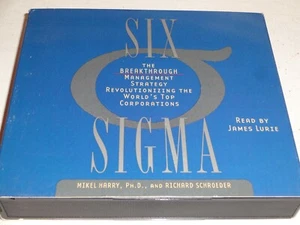 SIX
THE
BREAKTHROUGH
MANAGEMENT
STRATEGY
REVOLUTIONIZING THE
WORLD'S TOP
CORPORATIONS
READ BY
JAMES LURIE
SIGMA
MIKEL HARRY, PH.D., AND RICHARD SCHROEDER